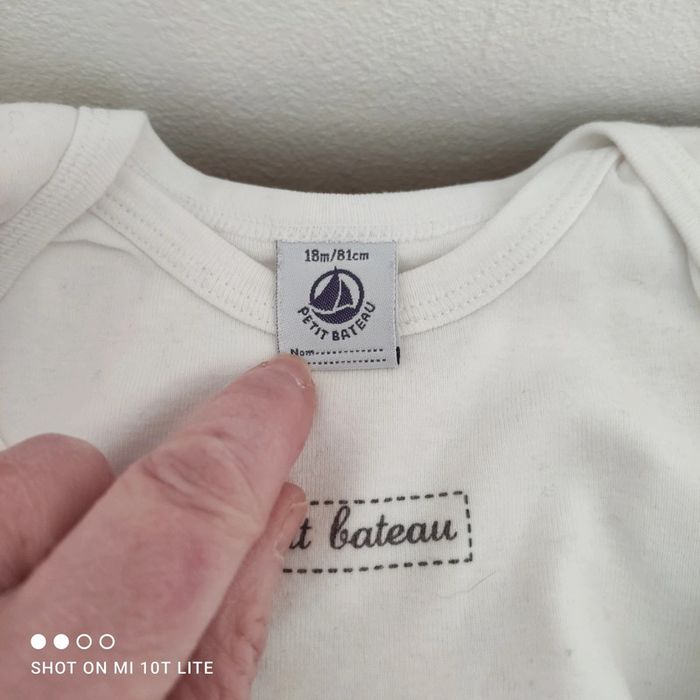 18m/81cm
PETIT BATEAU
Nom
bateau
SHOT ON MI 10T LITE